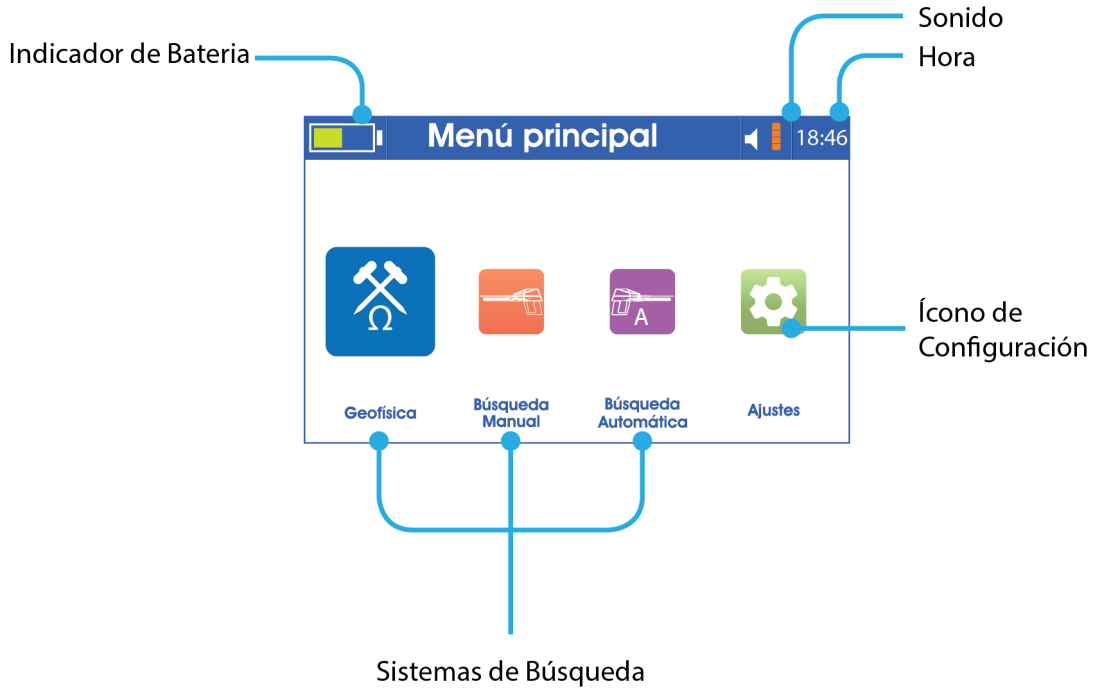 Sonido
Hora
Indicador de Bateria
Menú principal
18:46
Ω
A
Ícono de
Configuración
Geofísica
Búsqueda
Manual
Búsqueda
Automática
Ajustes
Sistemas de Búsqueda